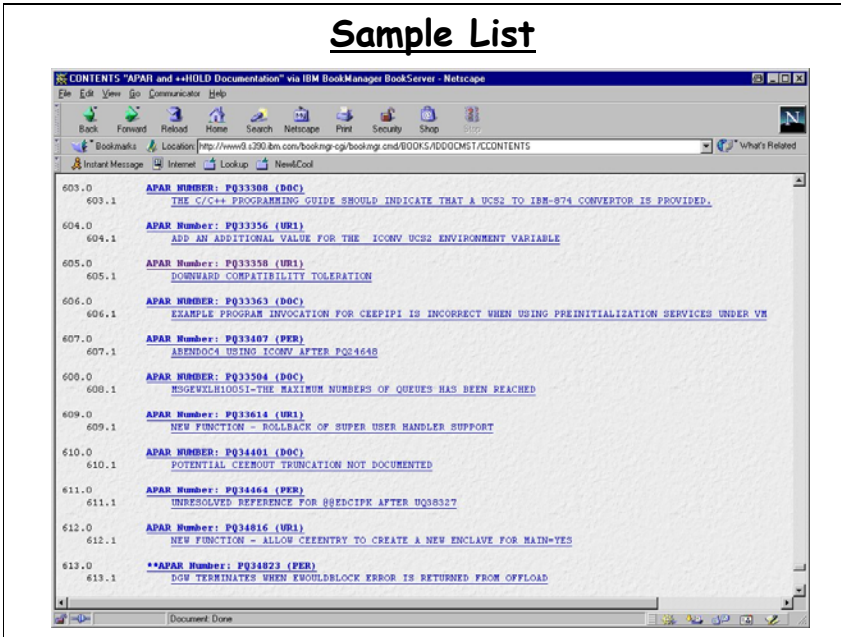 Sample List
CONTENTS "APAR and ++HOLD Documentation" via IBM BookManager BookServer - Netscape
File Edit View Go Communicator Help
Back Forward Reload Home Search Netscape Print Security Shop Stop
Bookmarks Location: http://www8.s390.ibm.com/bookmgr-cgi/bookmgr.cmd/BOOKS/IDDOCMST/CCONTENTS What's Related
Instant Message Internet Lookup New&Cool
603.0 APAR NUMBER: PQ33308 (DOC)
603.1 THE C/C++ PROGRAMMING GUIDE SHOULD INDICATE THAT A UCS2 TO IBM-874 CONVERTOR IS PROVIDED.
604.0 APAR Number: PQ33356 (UR1)
604.1 ADD AN ADDITIONAL VALUE FOR THE ICONV UCS2 ENVIRONMENT VARIABLE
605.0 APAR Number: PQ33358 (UR1)
605.1 DOWNWARD COMPATIBILITY TOLERATION
606.0 APAR NUMBER: PQ33363 (DOC)
606.1 EXAMPLE PROGRAM INVOCATION FOR CEEPIPI IS INCORRECT WHEN USING PREINITIALIZATION SERVICES UNDER VM
607.0 APAR Number: PQ33407 (PER)
607.1 ABENDOC4 USING ICONV AFTER PQ24648
608.0 APAR NUMBER: PQ33504 (DOC)
608.1 MSGEWXLH1005I-THE MAXIMUM NUMBERS OF QUEUES HAS BEEN REACHED
609.0 APAR Number: PQ33614 (UR1)
609.1 NEW FUNCTION - ROLLBACK OF SUPER USER HANDLER SUPPORT
610.0 APAR NUMBER: PQ34401 (DOC)
610.1 POTENTIAL CEEMOUT TRUNCATION NOT DOCUMENTED
611.0 APAR Number: PQ34464 (PER)
611.1 UNRESOLVED REFERENCE FOR @@EDCIPK AFTER UQ38327
612.0 APAR Number: PQ34816 (UR1)
612.1 NEW FUNCTION - ALLOW CEEENTRY TO CREATE A NEW ENCLAVE FOR MAIN=YES
613.0 **APAR Number: PQ34823 (PER)
613.1 DGW TERMINATES WHEN EWOULDBLOCK ERROR IS RETURNED FROM OFFLOAD
Document: Done